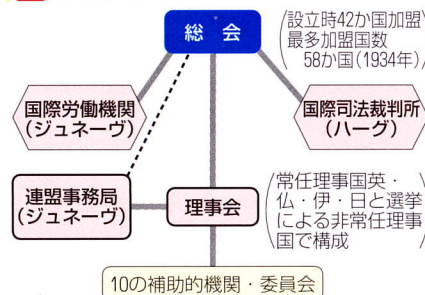 総 会
設立時42か国加盟
最多加盟国数
58か国(1934年)
国際労働機関
(ジュネーヴ)
国際司法裁判所
(ハーグ)
連盟事務局
(ジュネーヴ)
理事会
常任理事国英・
仏・伊・日と選挙
による非常任理事
国で構成
10の補助的機関・委員会